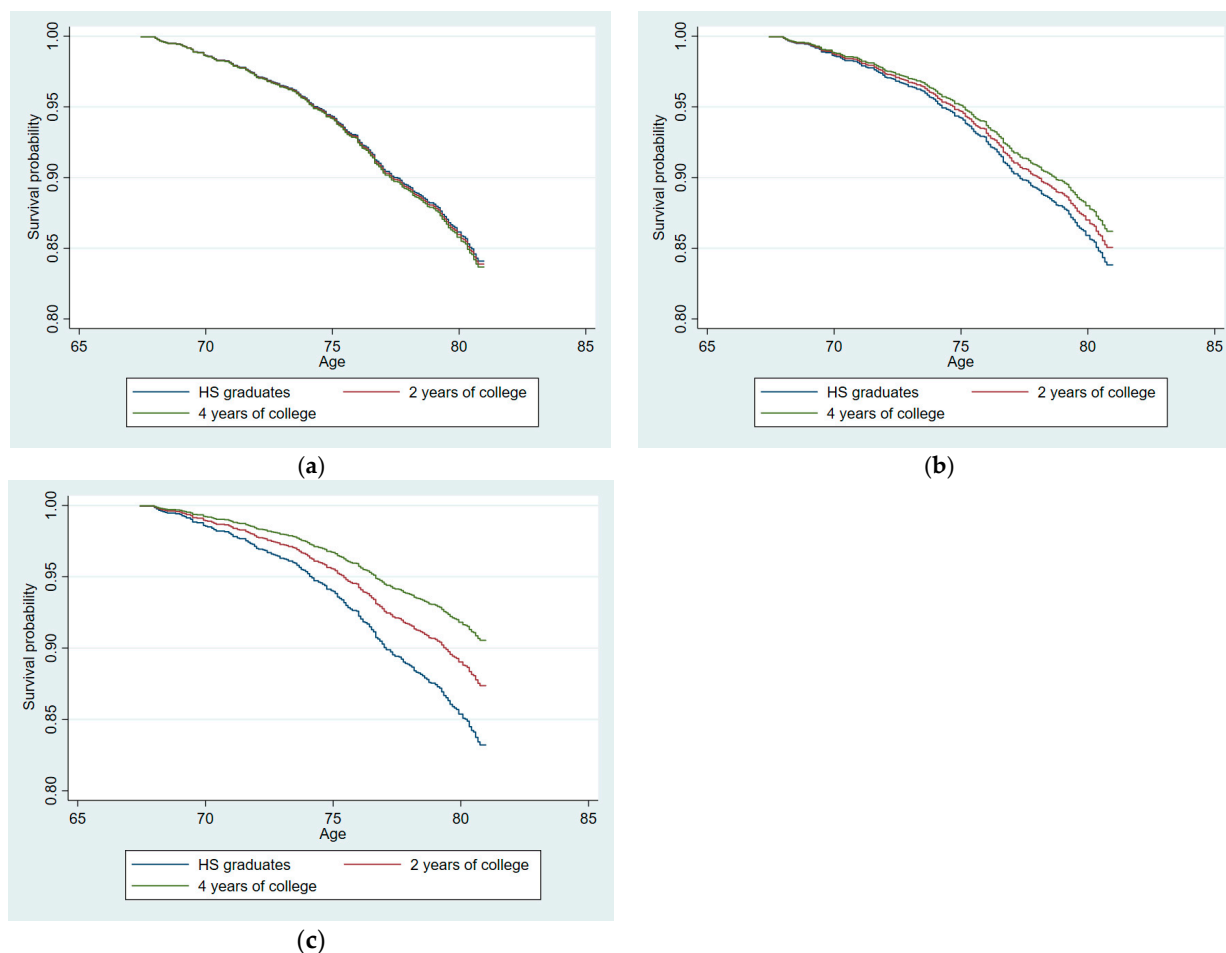 1.00
0.95
0.90
0.85
0.80
Survival probability
65 70 75 80 85
Age
HS graduates 2 years of college
4 years of college
(a)
1.00
0.95
0.90
0.85
0.80
Survival probability
65 70 75 80 85
Age
HS graduates 2 years of college
4 years of college
(b)
1.00
0.95
0.90
0.85
0.80
Survival probability
65 70 75 80 85
Age
HS graduates 2 years of college
4 years of college
(c)